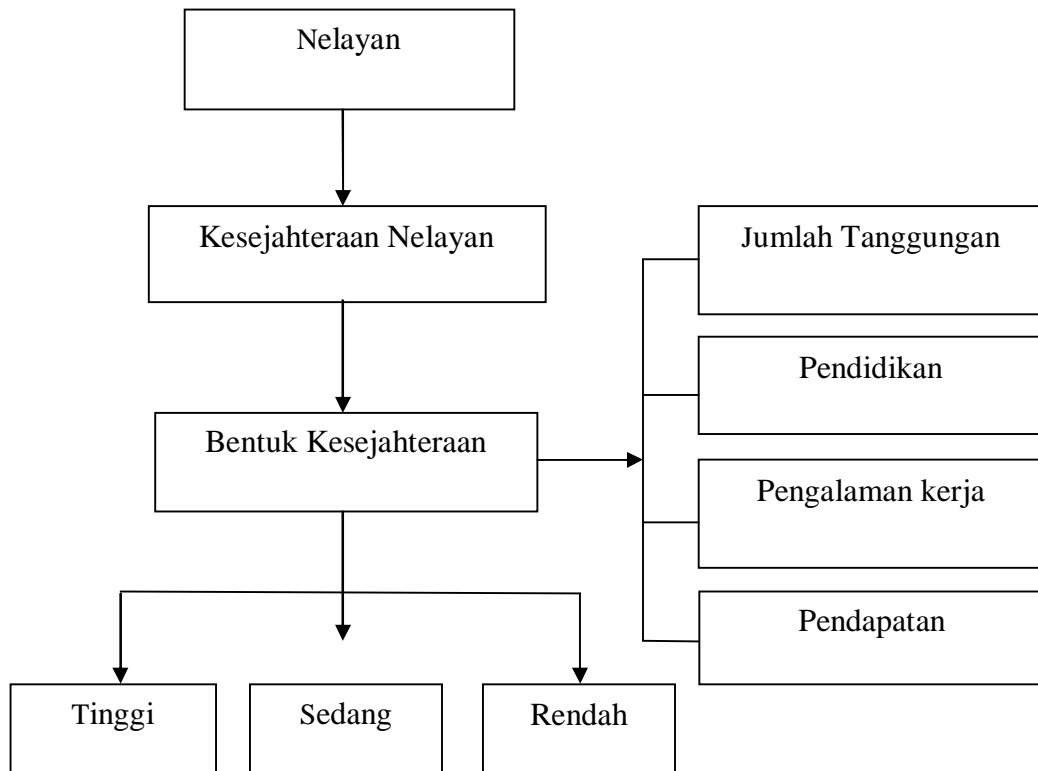 Nelayan
Kesejahteraan Nelayan
Jumlah Tanggungan
Pendidikan
Bentuk Kesejahteraan
Pengalaman kerja
Pendapatan
Tinggi
Sedang
Rendah